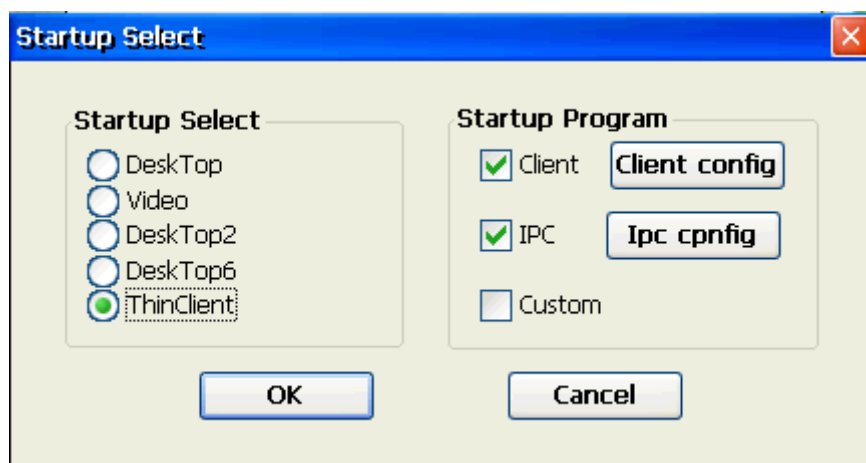 Startup Select
Startup Select
DeskTop
Video
DeskTop2
DeskTop6
ThinClient
Startup Program
Client
Client config
IPC
Ipc cpnfig
Custom
OK
Cancel